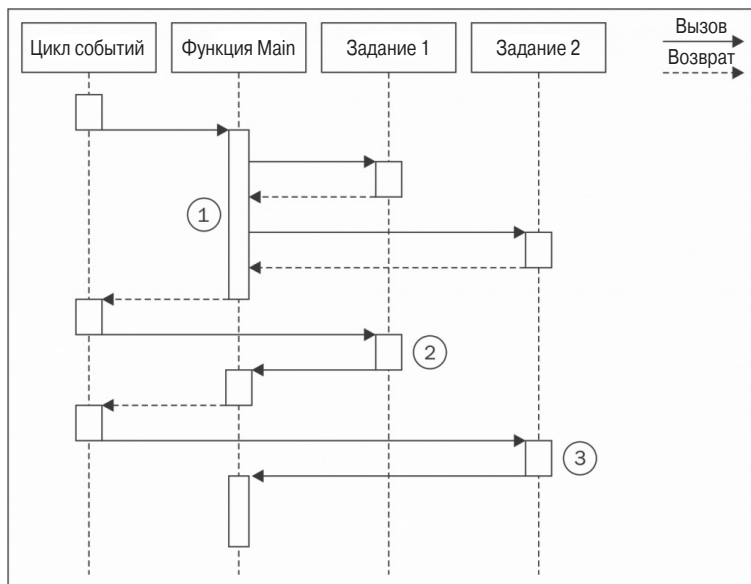 Цикл событий
Функция Main
Задание 1
Задание 2
Вызов
Возврат
1
2
3